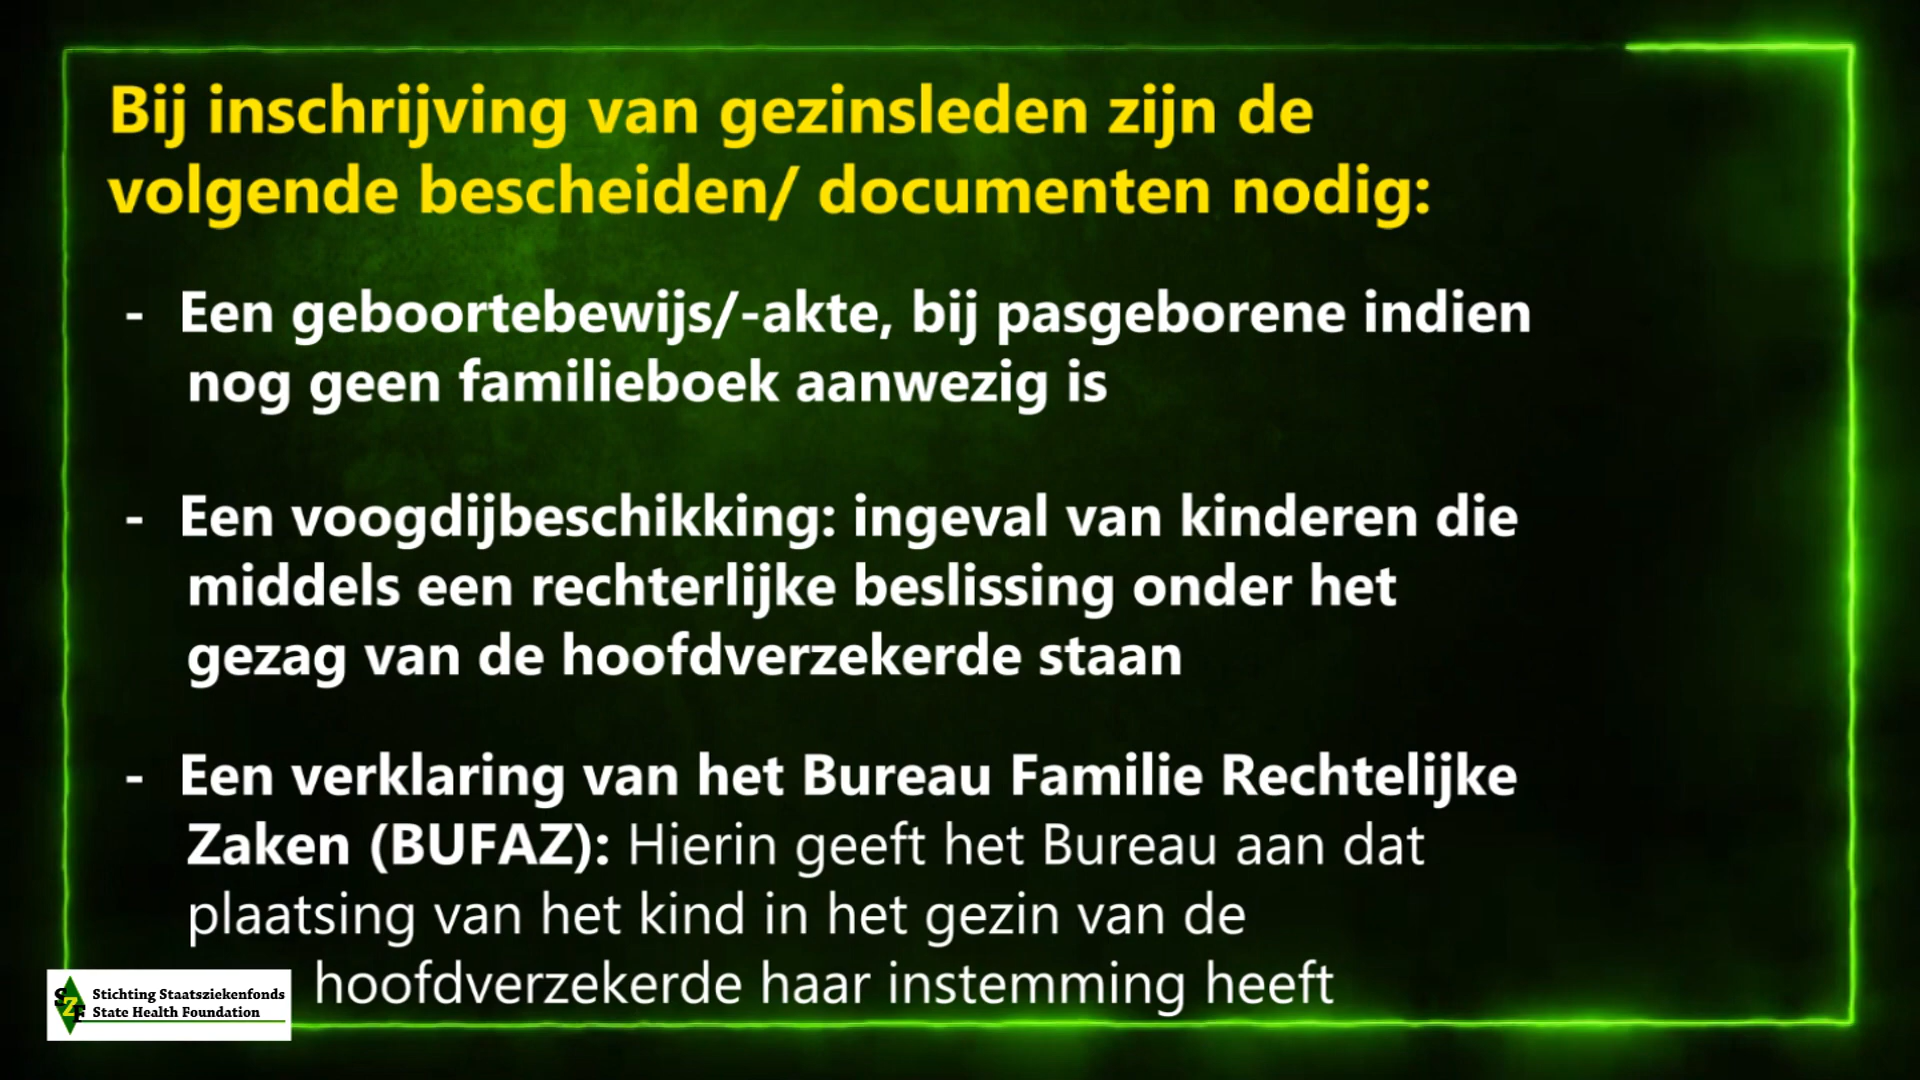 Bij inschrijving van gezinsleden zijn de
volgende bescheiden/ documenten nodig:
- Een geboortebewijs/-akte, bij pasgeborene indien
nog geen familieboek aanwezig is
- Een voogdijbeschikking: ingeval van kinderen die
middels een rechterlijke beslissing onder het
gezag van de hoofdverzekerde staan
- Een verklaring van het Bureau Familie Rechtelijke
Zaken (BUFAZ): Hierin geeft het Bureau aan dat
plaatsing van het kind in het gezin van de
hoofdverzekerde haar instemming heeft
SZF
Stichting Staatsziekenfonds
State Health Foundation